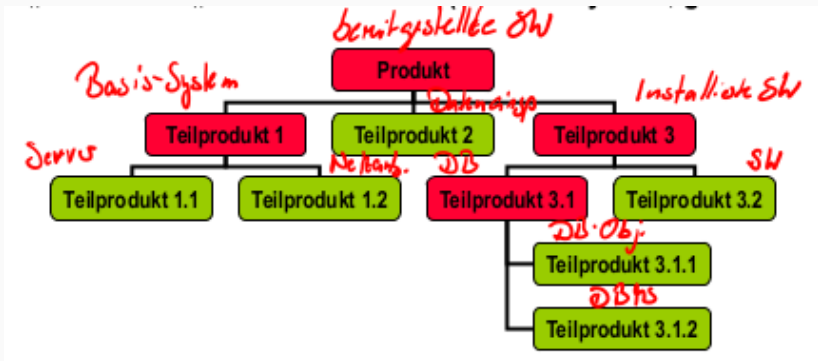 bereitgestellte SW
Produkt
Basis-System
Installierte SW
Teilprodukt 1
Teilprodukt 2
Teilprodukt 3
Server
DB
SW
Teilprodukt 1.1
Teilprodukt 1.2
Teilprodukt 3.1
Teilprodukt 3.2
DB-Obj.
Teilprodukt 3.1.1
Teilprodukt 3.1.2